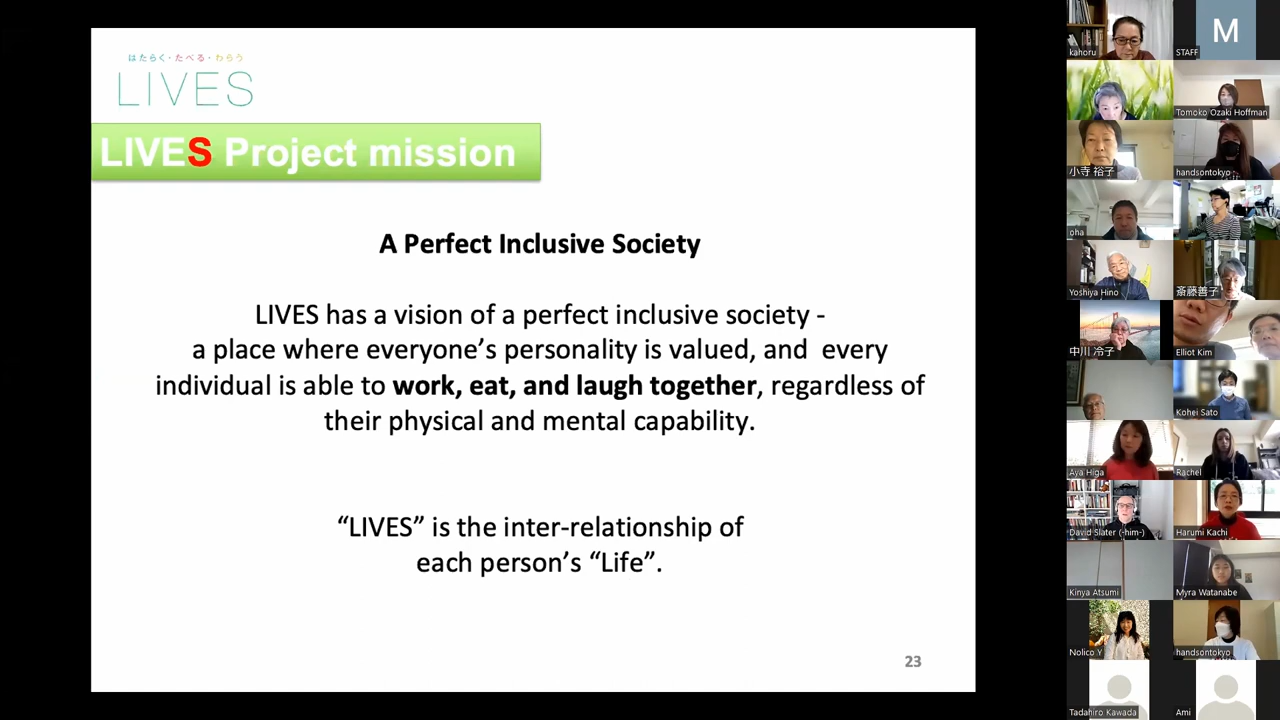 はたらく・たべる・わらう
LIVES
LIVES Project mission
A Perfect Inclusive Society
LIVES has a vision of a perfect inclusive society -
a place where everyone’s personality is valued, and every
individual is able to work, eat, and laugh together, regardless of
their physical and mental capability.
“LIVES” is the inter-relationship of
each person’s “Life”.
23
kahoru
M
STAFF
Tomoko Ozaki Hoffman
小寺 裕子
handsontokyo
oha
Yoshiya Hino
斎藤善子
中川 冷子
Elliot Kim
Kohei Sato
Aya Higa
Rachel
David Slater (-him-)
Harumi Kachi
Kinya Atsumi
Myra Watanabe
Nolico Y
handsontokyo
Tadahiro Kawada
Ami